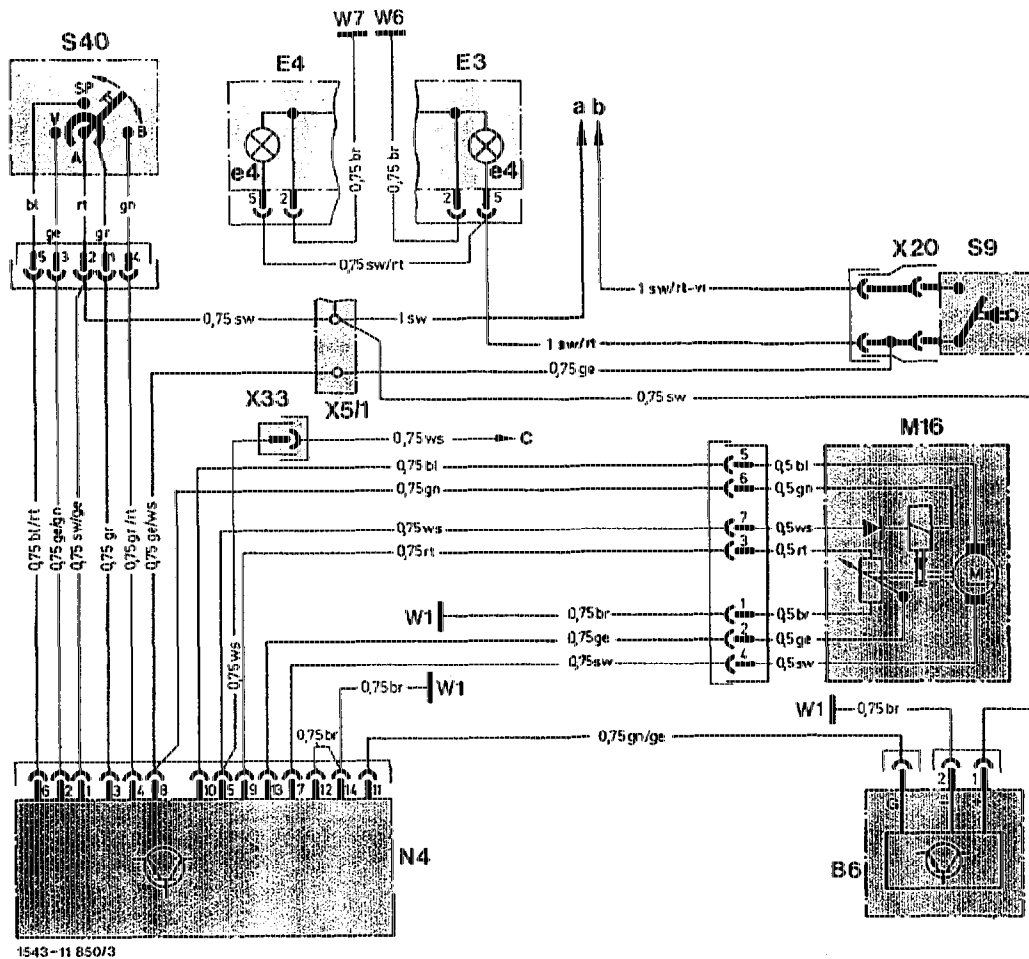 W7 W6
S40
E4
E3
SP
V
B
A
a b
e4
e4
0,75 br
0,75 br
5 2
2 5
bl rt gn
ge gr
X20 S9
5 3 2 1 4
0,75 sw/rt
1 sw/rt-vi
0,75 sw
1 sw
1 sw/rt
0,75 ge
X33
X5/1
0,75 sw
M16
0,75 ws
C
0,75 bl
5
0,5 bl
0,75 gn
6
0,5 gn
0,75 ws
7
0,5 ws
0,75 rt
3
0,5 rt
M
0,75 bl/rt
0,75 ge/gn
0,75 sw/ge
0,75 gr
0,75 gn/rt
0,75 ge/ws
0,75 ws
W1
0,75 br
1
0,5 br
0,75 ge
2
0,5 ge
0,75 sw
4
0,5 sw
0,75 br
W1
W1
0,75 br
0,75 br
0,75 gn/ge
6 2 1 3 4 8 10 5 9 13 7 12 14 11
2 1
G
N4
B6
1543-11 850/3